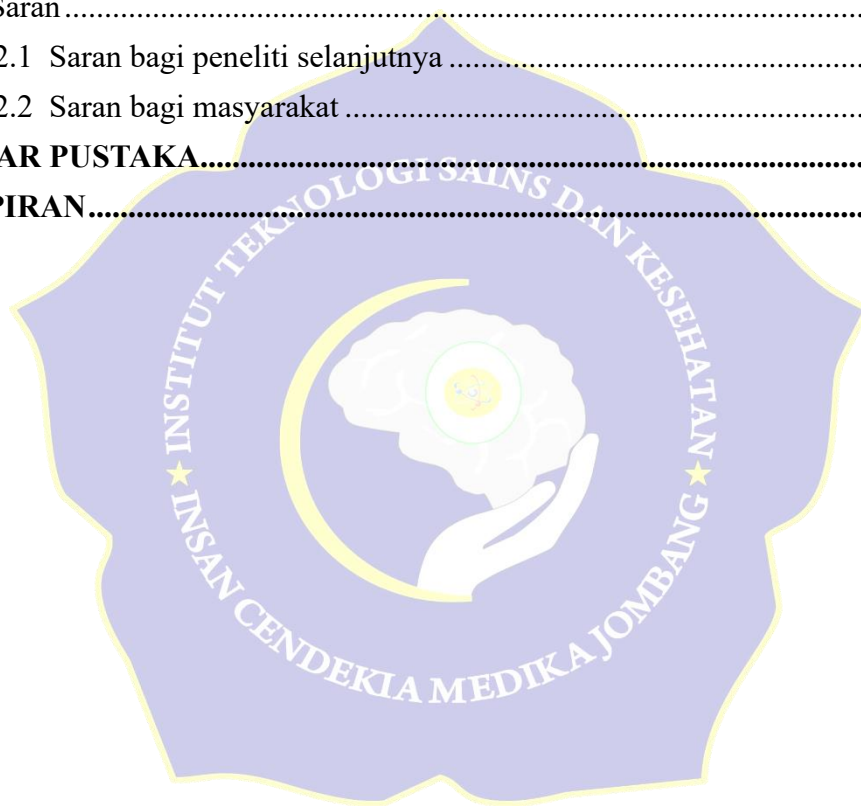 Saran........................................................................................................
2.1 Saran bagi peneliti selanjutnya........................................................
2.2 Saran bagi masyarakat.....................................................................
AR PUSTAKA......................................................................................
PIRAN....................................................................................................
INSTITUT TEKNOLOGI SAINS DAN KESEHATAN
INSAN CENDEKIA MEDIKA JOMBANG